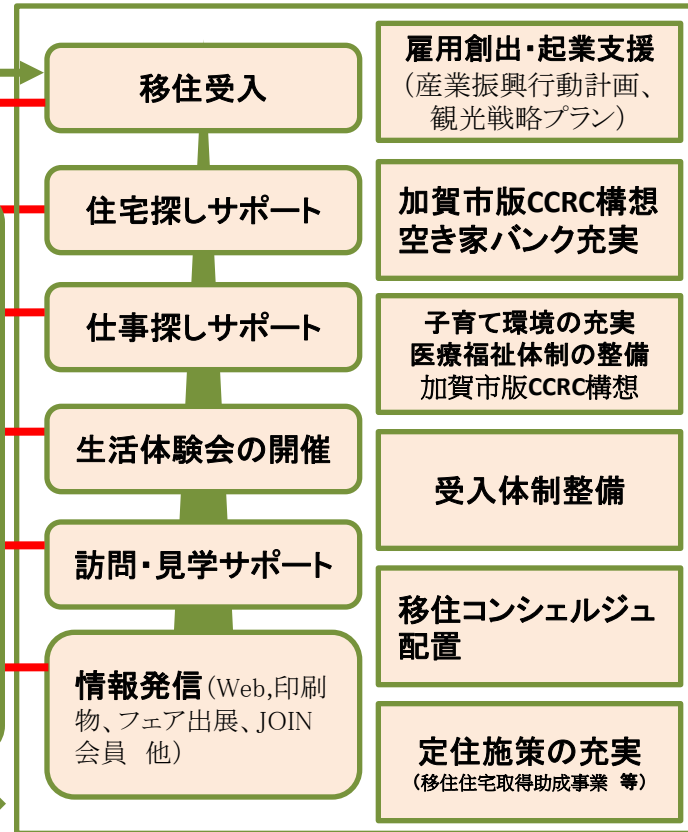 移住受入
住宅探しサポート
仕事探しサポート
生活体験会の開催
訪問・見学サポート
情報発信(Web,印刷
物、フェア出展、JOIN
会員　他)
雇用創出・起業支援
(産業振興行動計画、
観光戦略プラン)
加賀市版CCRC構想
空き家バンク充実
子育て環境の充実
医療福祉体制の整備
加賀市版CCRC構想
受入体制整備
移住コンシェルジュ
配置
定住施策の充実
(移住住宅取得助成事業　等)